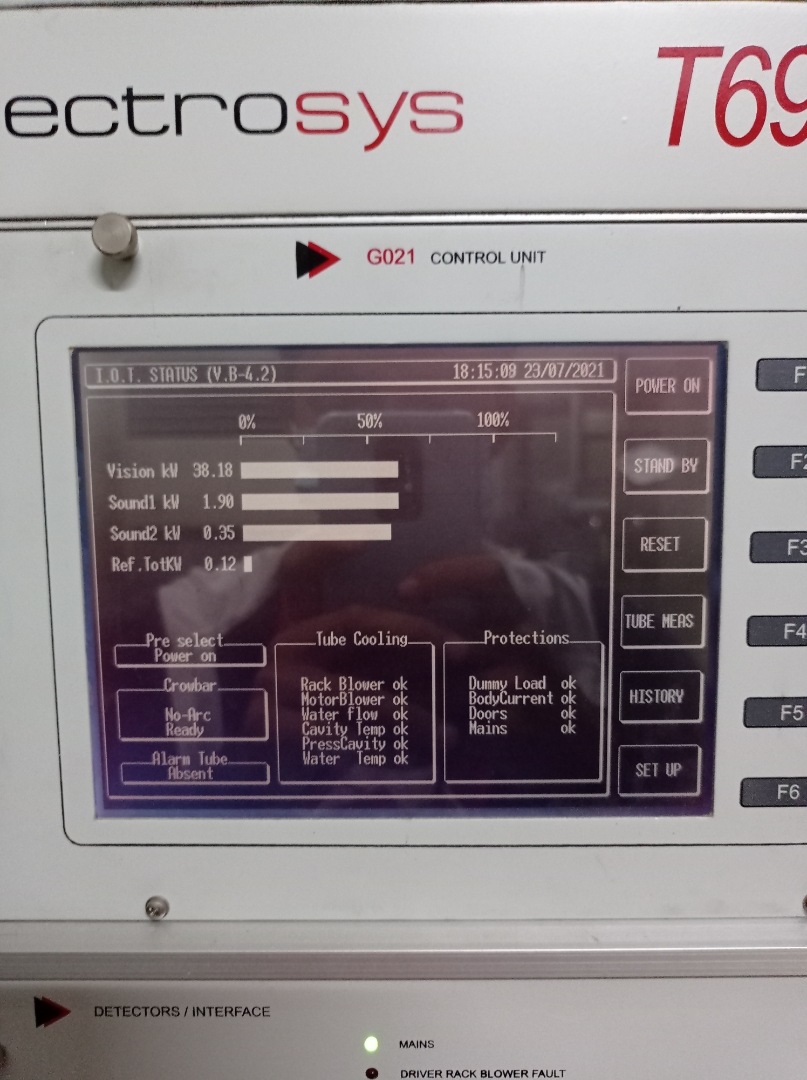 ectrosys T69
G021 CONTROL UNIT
I.O.T. STATUS (V.B-4.2) 18:15:09 23/07/2021
0% 50% 100%
Vision kW 38.18
Sound1 kW 1.90
Sound2 kW 0.35
Ref.TotKW 0.12
Pre select
Power on
Crowbar
No-Arc
Ready
Alarm Tube
Absent
Tube Cooling
Rack Blower ok
MotorBlower ok
Water flow ok
Cavity Temp ok
PressCavity ok
Water Temp ok
Protections
Dummy Load ok
BodyCurrent ok
Doors ok
Mains ok
POWER ON
STAND BY
RESET
TUBE MEAS
HISTORY
SET UP
F
F2
F3
F4
F5
F6
DETECTORS / INTERFACE
MAINS
DRIVER RACK BLOWER FAULT